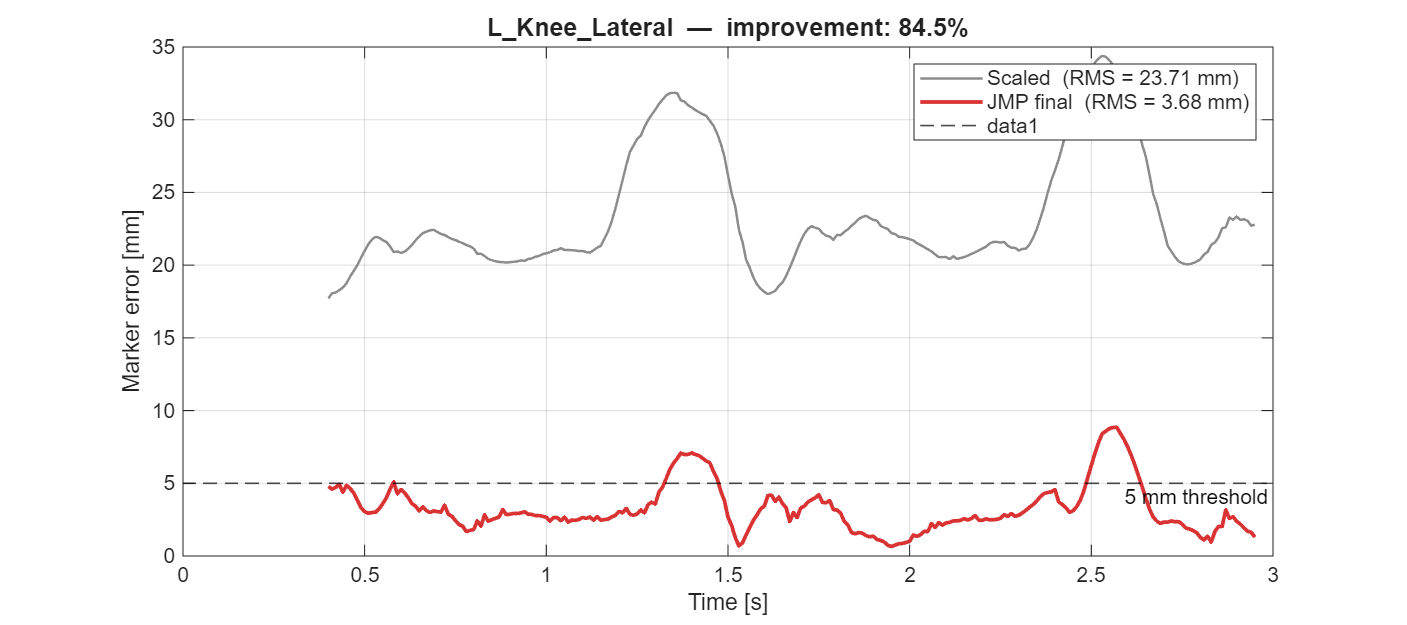 L_Knee_Lateral — improvement: 84.5%
35
30
25
20
15
10
5
0
Marker error [mm]
Scaled (RMS = 23.71 mm)
JMP final (RMS = 3.68 mm)
data1
5 mm threshold
0 0.5 1 1.5 2 2.5 3
Time [s]